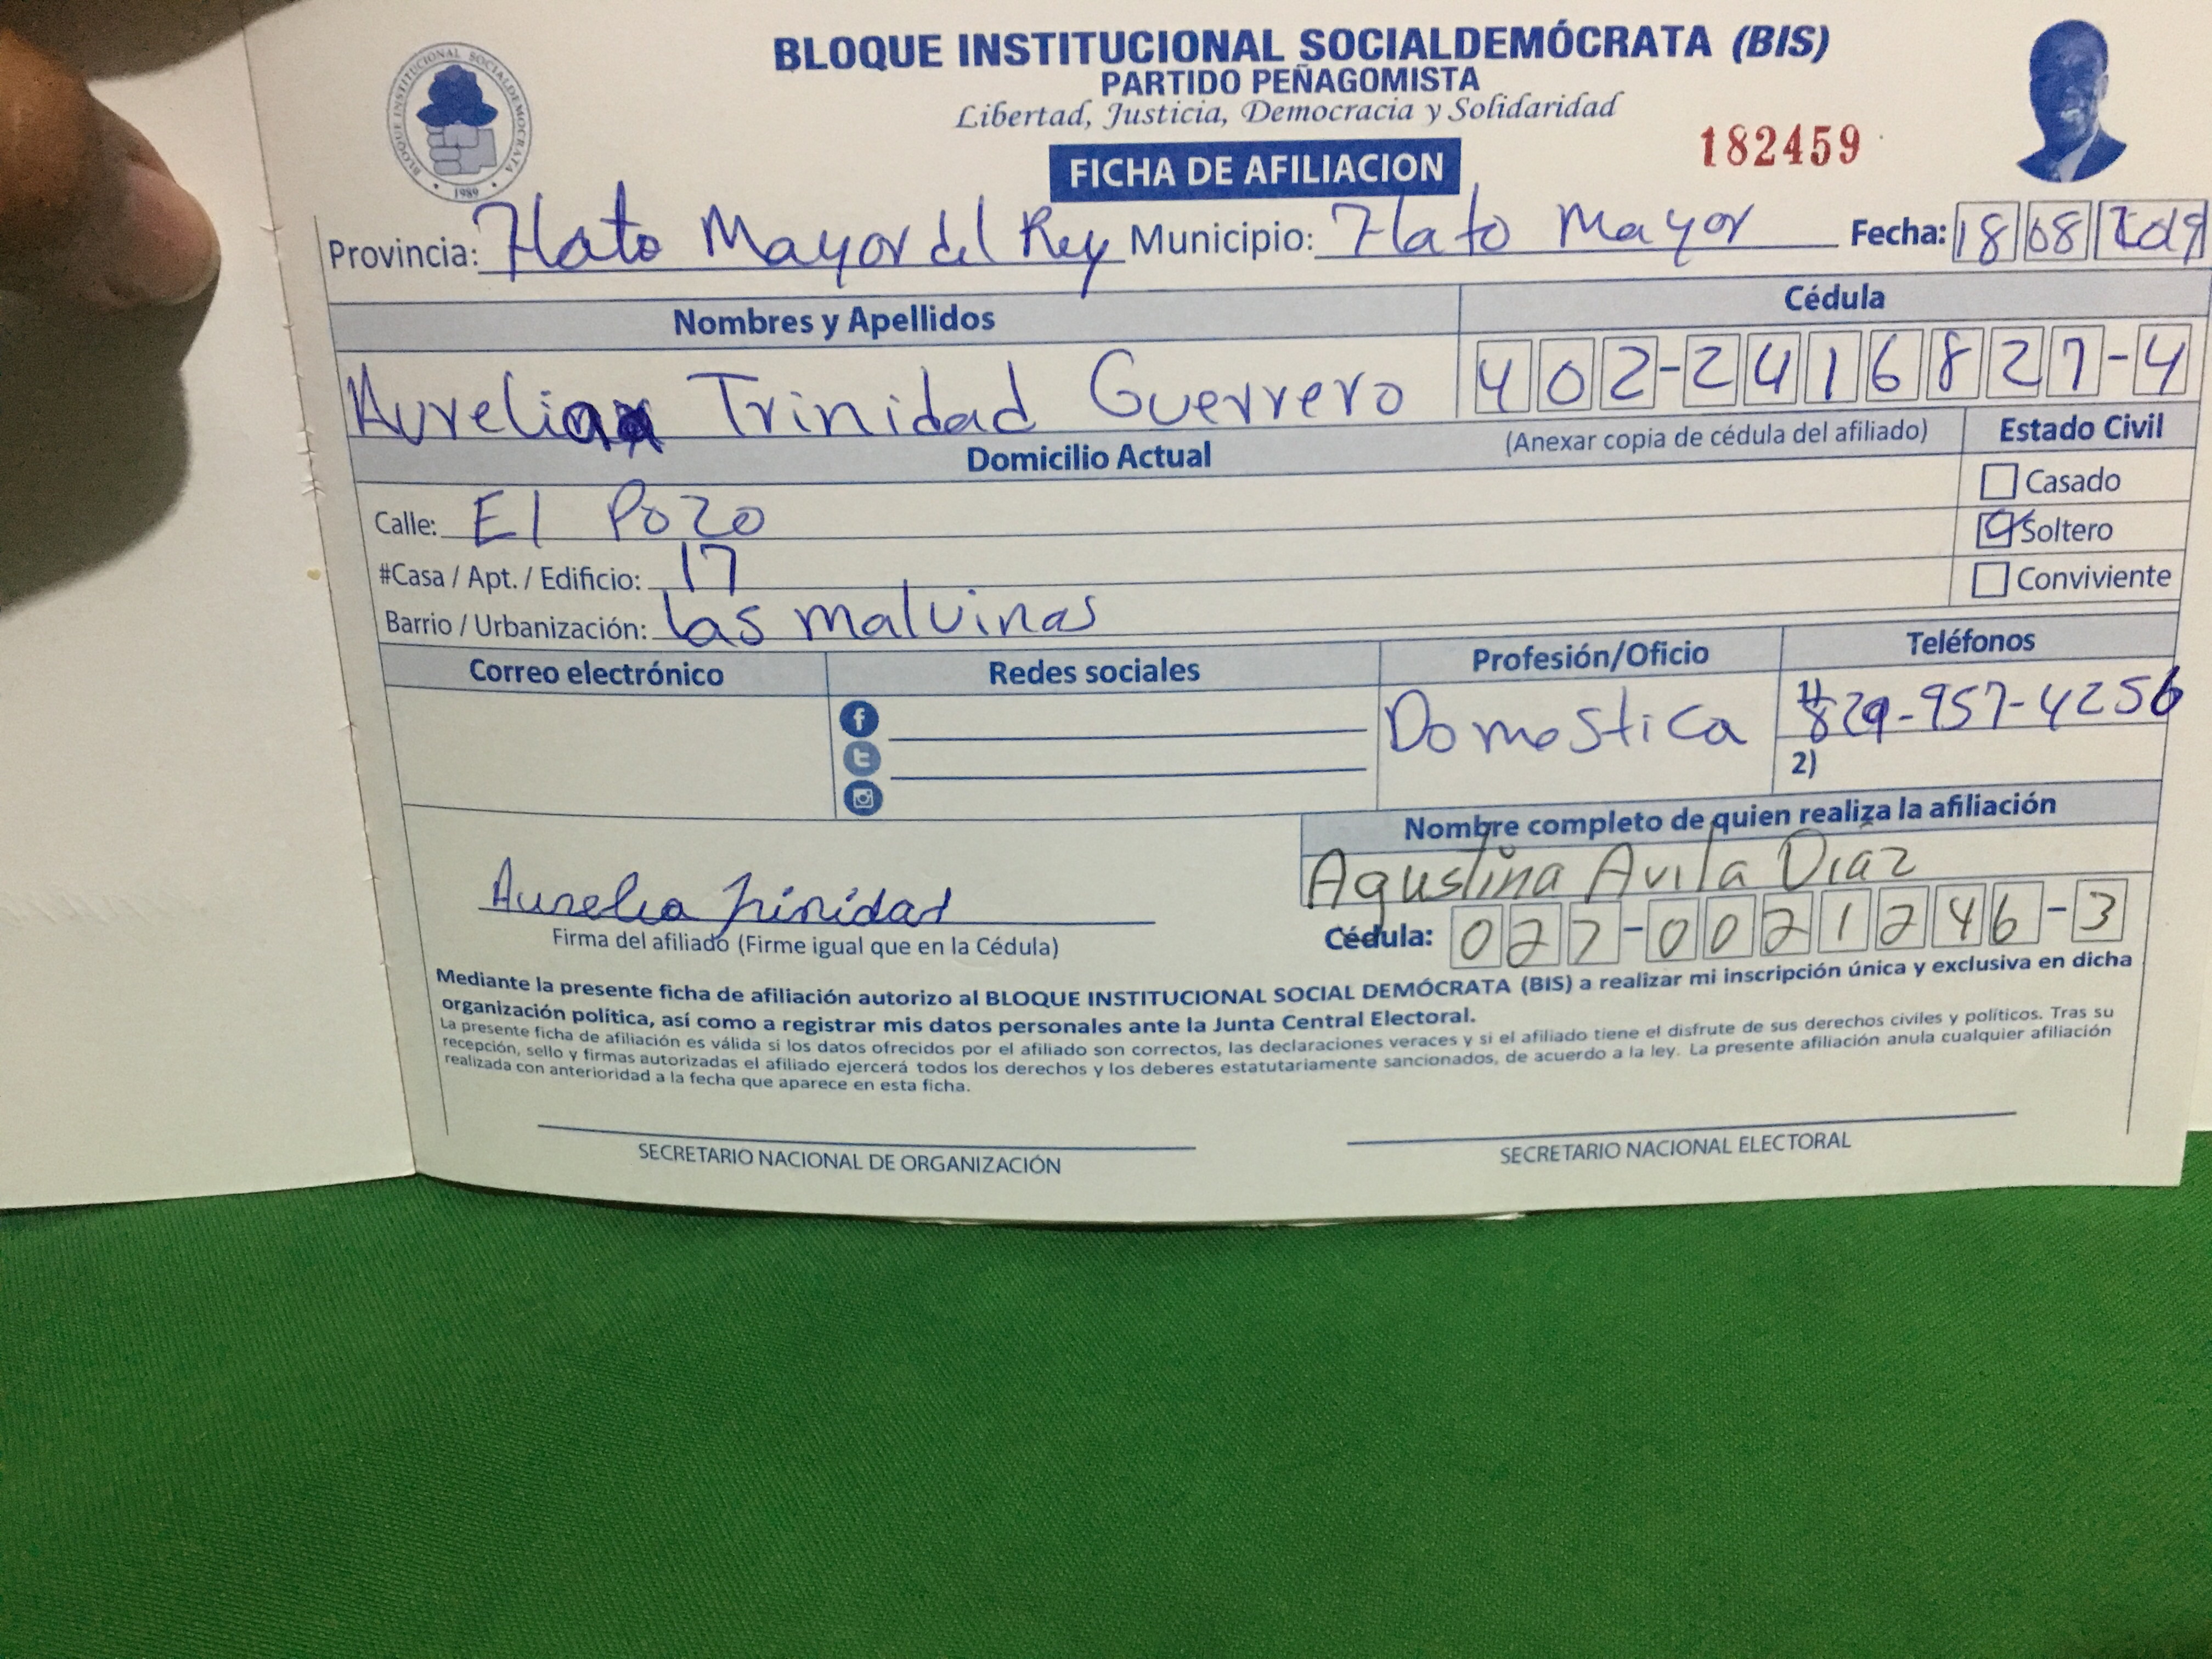 BLOQUE INSTITUCIONAL SOCIALDEMÓCRATA (BIS)
PARTIDO PEÑAGOMISTA
Libertad, Justicia, Democracia y Solidaridad
BLOQUE INSTITUCIONAL SOCIALDEMOCRATA
1989
182459
FICHA DE AFILIACION
Provincia: Hato Mayor del Rey Municipio: Hato Mayor Fecha: 18 08 2019
Nombres y Apellidos Cédula
Aurelia Trinidad Guerrero 402-2416827-4
Domicilio Actual (Anexar copia de cédula del afiliado) Estado Civil
Calle: El Pozo
Casado
#Casa / Apt. / Edificio: 17
Soltero
Barrio / Urbanización: las malvinas
Conviviente
Correo electrónico Redes sociales Profesión/Oficio Teléfonos
Domestica 1) 829-957-4256
2)
Nombre completo de quien realiza la afiliación
Agustina Avila Diaz
Aurelia Trinidad
Firma del afiliado (Firme igual que en la Cédula) Cédula: 027-0021246-3
Mediante la presente ficha de afiliación autorizo al BLOQUE INSTITUCIONAL SOCIAL DEMÓCRATA (BIS) a realizar mi inscripción única y exclusiva en dicha
organización política, así como a registrar mis datos personales ante la Junta Central Electoral.
La presente ficha de afiliación es válida si los datos ofrecidos por el afiliado son correctos, las declaraciones veraces y si el afiliado tiene el disfrute de sus derechos civiles y políticos. Tras su
recepción, sello y firmas autorizadas el afiliado ejercerá todos los derechos y los deberes estatutariamente sancionados, de acuerdo a la ley. La presente afiliación anula cualquier afiliación
realizada con anterioridad a la fecha que aparece en esta ficha.
SECRETARIO NACIONAL DE ORGANIZACIÓN SECRETARIO NACIONAL ELECTORAL